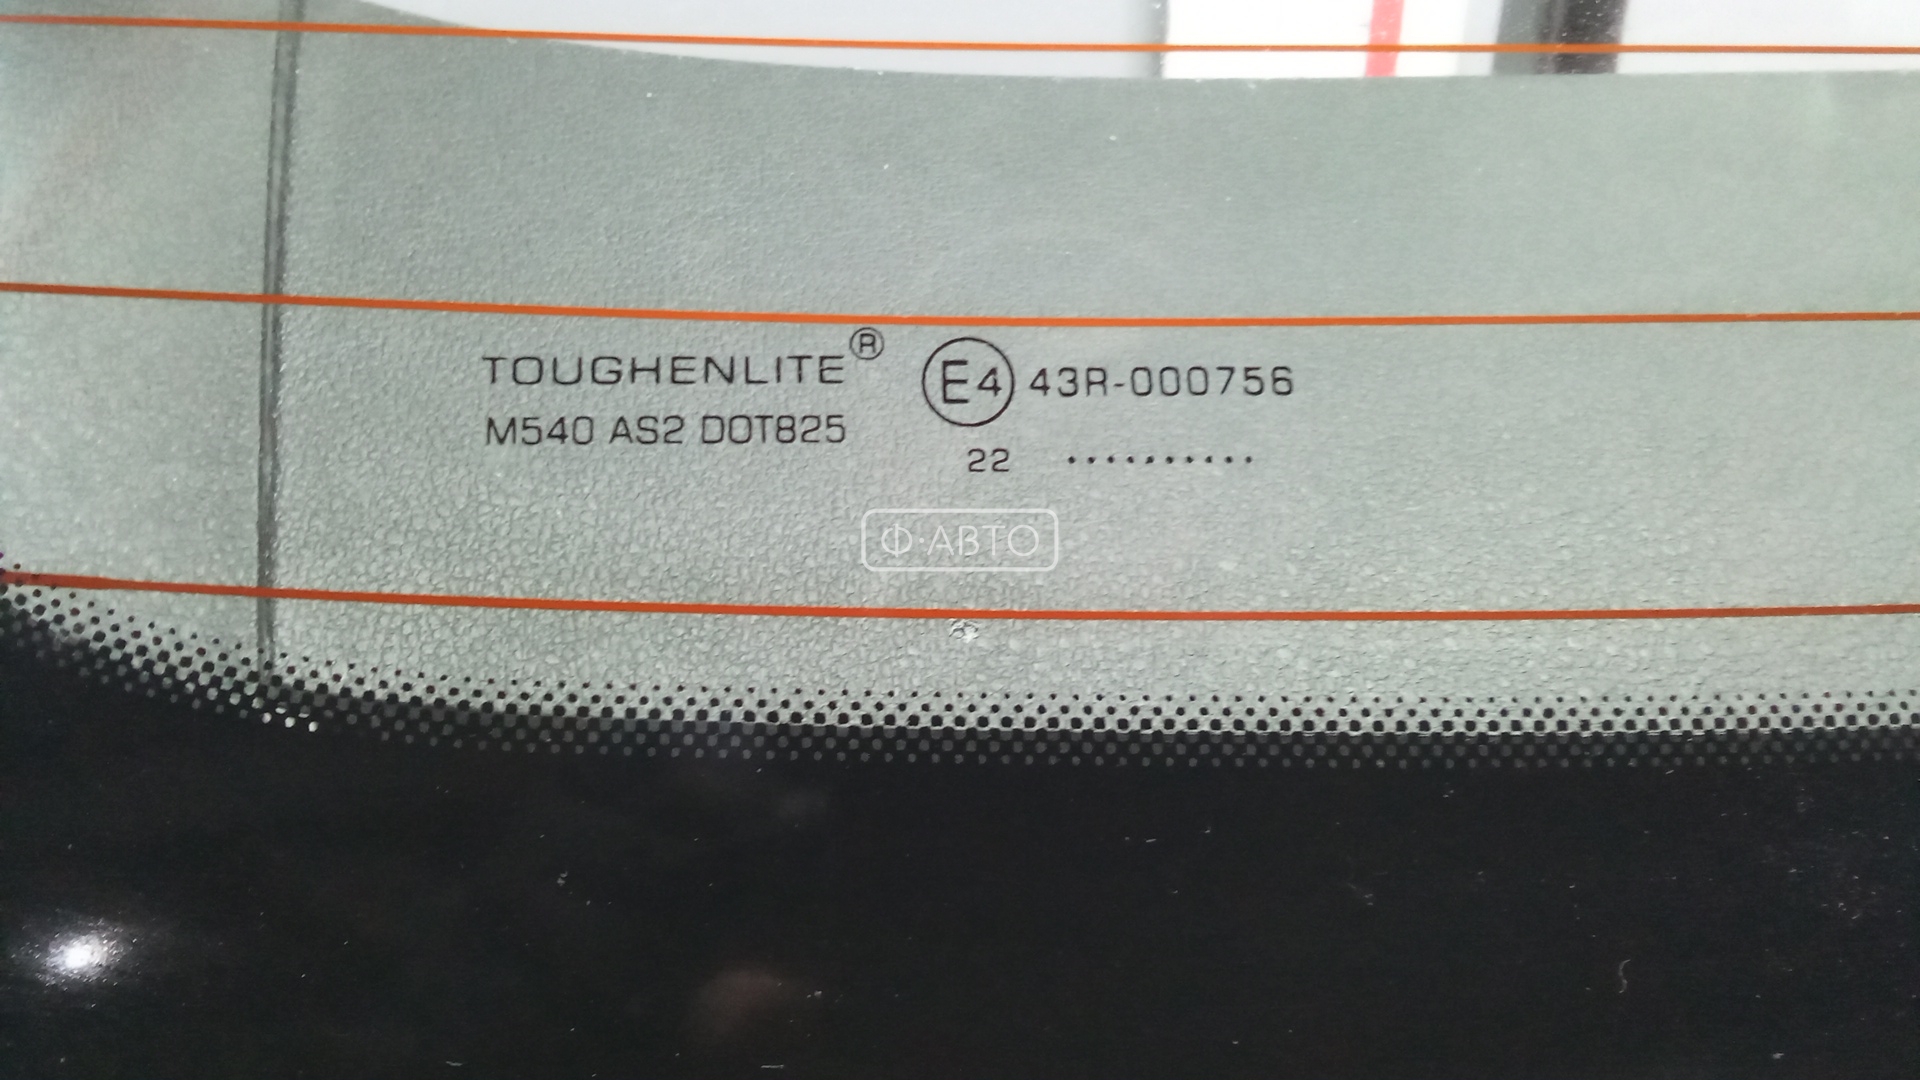 TOUGHENLITE®
M540 AS2 DOT825
E4 43R-000756
22 ..........
Ф·АВТО